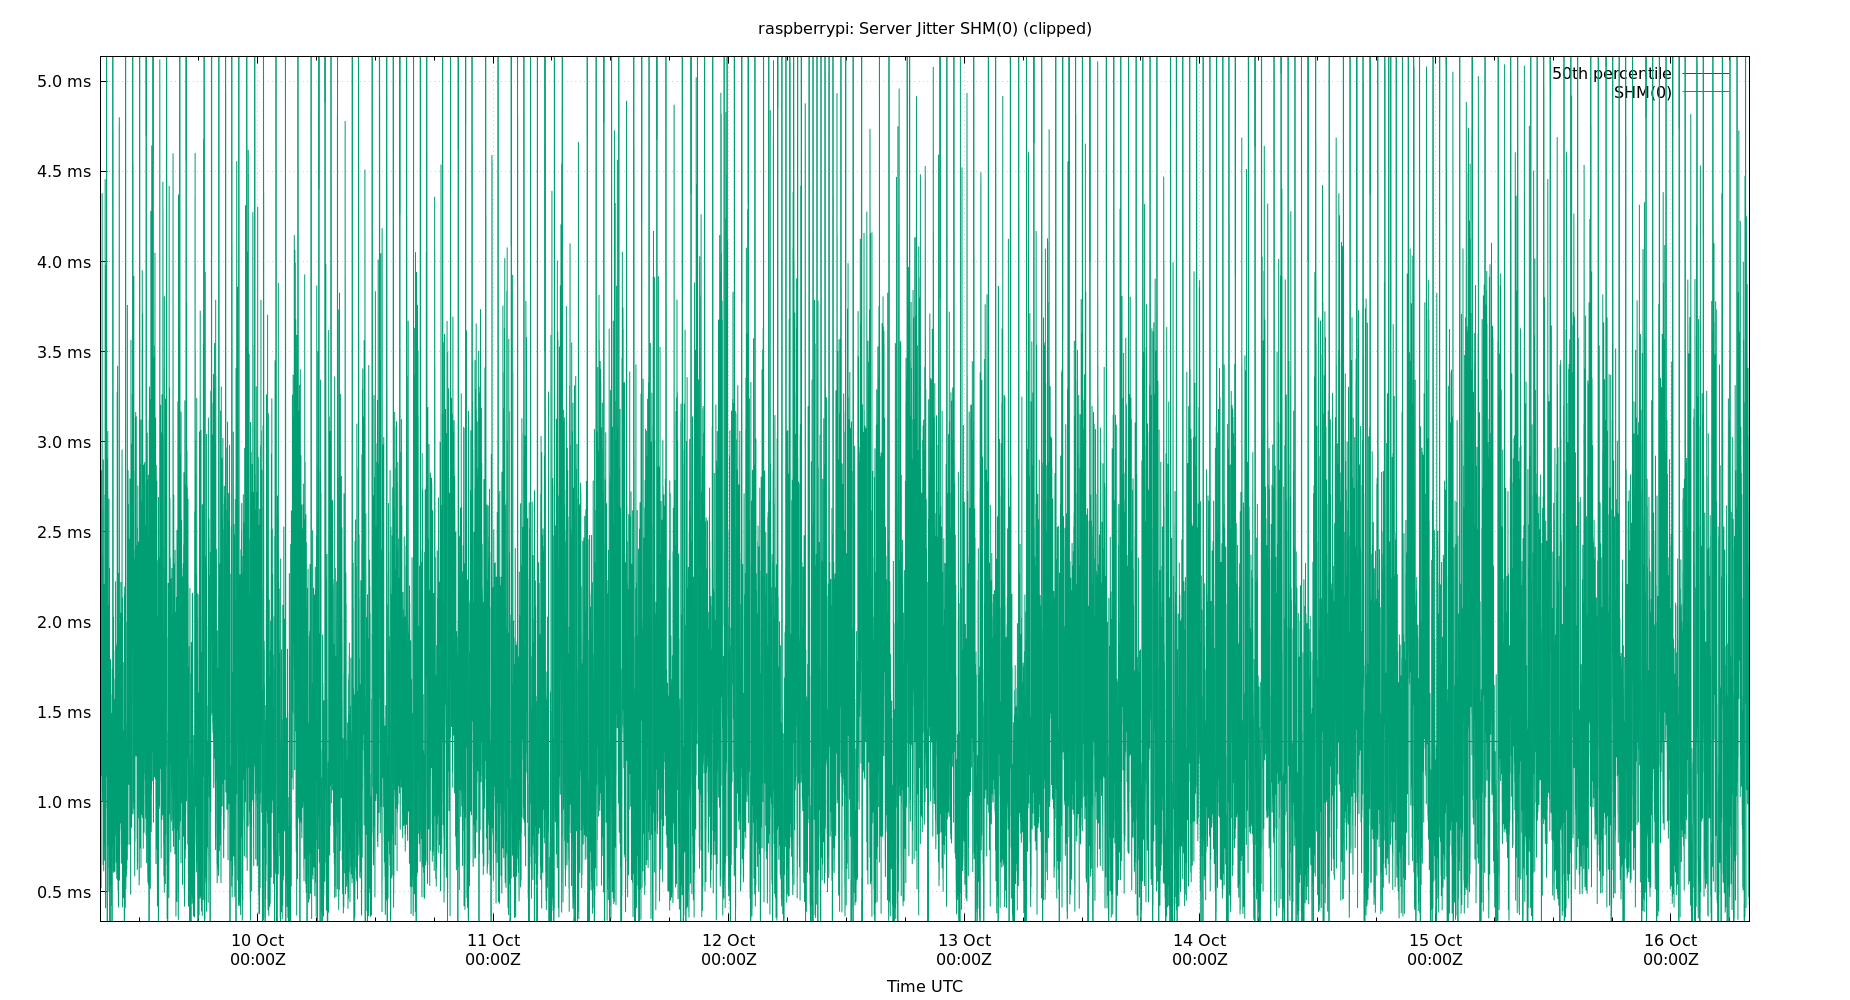 raspberrypi: Server Jitter SHM(0) (clipped)
50th percentile
SHM(0)
5.0 ms
4.5 ms
4.0 ms
3.5 ms
3.0 ms
2.5 ms
2.0 ms
1.5 ms
1.0 ms
0.5 ms
10 Oct 11 Oct 12 Oct 13 Oct 14 Oct 15 Oct 16 Oct
00:00Z 00:00Z 00:00Z 00:00Z 00:00Z 00:00Z 00:00Z
Time UTC